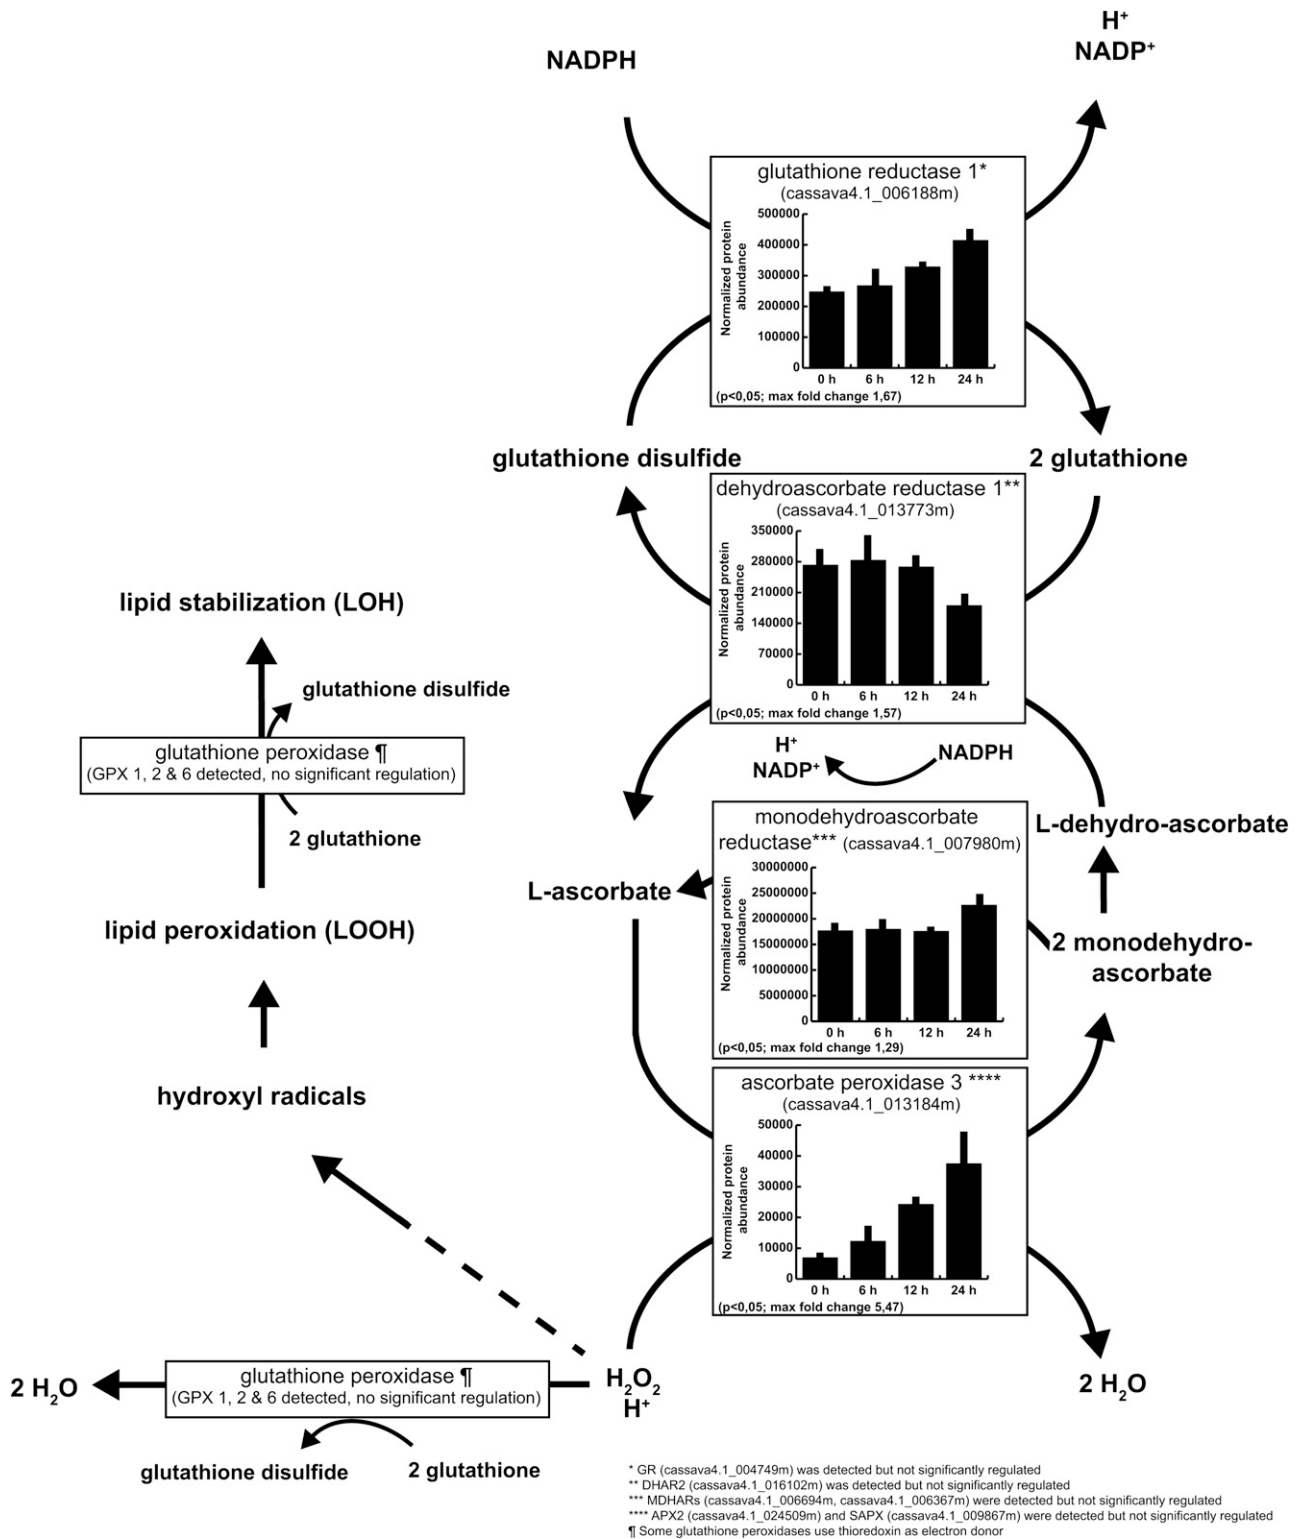 NADPH
H⁺
NADP⁺
glutathione reductase 1*
(cassava4.1_006188m)
Normalized protein
abundance
500000
400000
300000
200000
100000
0
0 h 6 h 12 h 24 h
(p<0,05; max fold change 1,67)
glutathione disulfide
2 glutathione
dehydroascorbate reductase 1**
(cassava4.1_013773m)
Normalized protein
abundance
350000
280000
210000
140000
70000
0
0 h 6 h 12 h 24 h
(p<0,05; max fold change 1,57)
lipid stabilization (LOH)
glutathione disulfide
glutathione peroxidase ¶
(GPX 1, 2 & 6 detected, no significant regulation)
2 glutathione
lipid peroxidation (LOOH)
hydroxyl radicals
H⁺
NADP⁺
NADPH
monodehydroascorbate
reductase*** (cassava4.1_007980m)
Normalized protein
abundance
30000000
25000000
20000000
15000000
10000000
5000000
0
0 h 6 h 12 h 24 h
(p<0,05; max fold change 1,29)
L-ascorbate
L-dehydro-ascorbate
2 monodehydro-
ascorbate
ascorbate peroxidase 3 ****
(cassava4.1_013184m)
Normalized protein
abundance
50000
40000
30000
20000
10000
0
0 h 6 h 12 h 24 h
(p<0,05; max fold change 5,47)
2 H₂O
glutathione peroxidase ¶
(GPX 1, 2 & 6 detected, no significant regulation)
glutathione disulfide
2 glutathione
H₂O₂
H⁺
2 H₂O
* GR (cassava4.1_004749m) was detected but not significantly regulated
** DHAR2 (cassava4.1_016102m) was detected but not significantly regulated
*** MDHARs (cassava4.1_006694m, cassava4.1_006367m) were detected but not significantly regulated
**** APX2 (cassava4.1_024509m) and SAPX (cassava4.1_009867m) were detected but not significantly regulated
¶ Some glutathione peroxidases use thioredoxin as electron donor